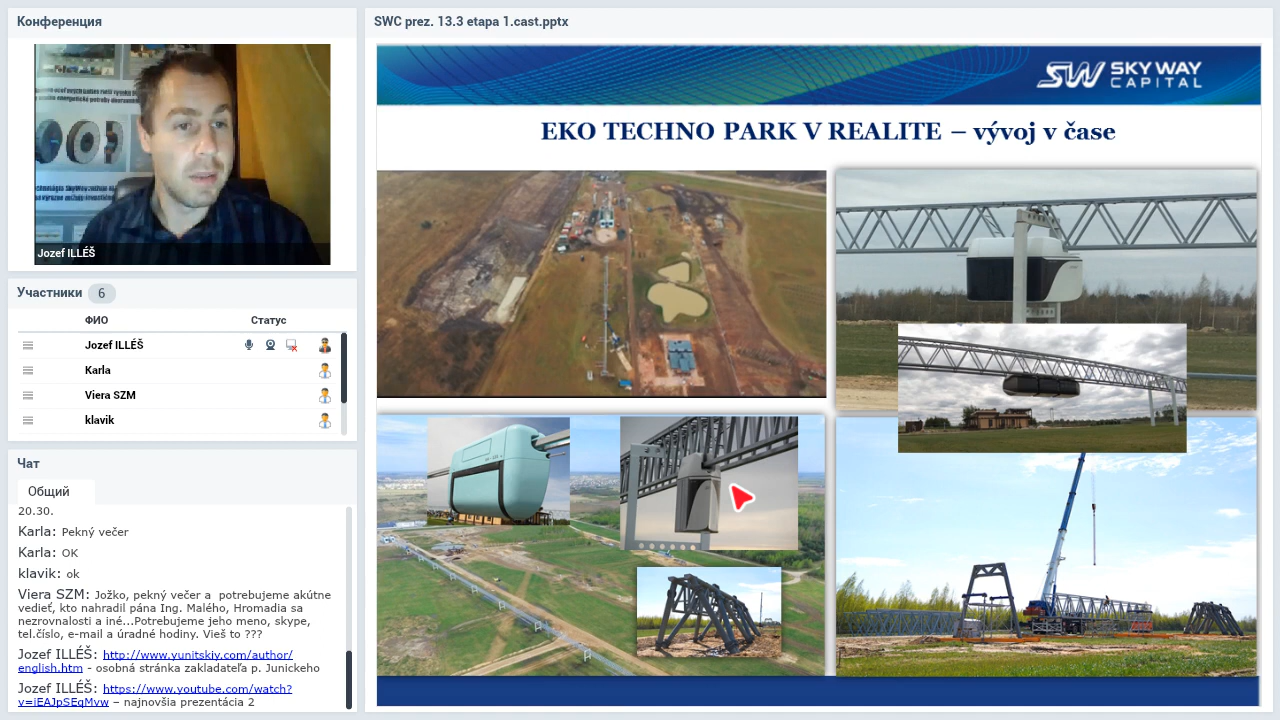 Конференция
Jozef ILLÉŠ
Участники 6
ФИО Статус
Jozef ILLÉŠ
Karla
Viera SZM
klavik
Чат
Общий
20.30.
Karla: Pekný večer
Karla: OK
klavik: ok
Viera SZM: Jožko, pekný večer a potrebujeme akútne
vedieť, kto nahradil pána Ing. Malého, Hromadia sa
nezrovnalosti a iné...Potrebujeme jeho meno, skype,
tel.číslo, e-mail a úradné hodiny. Vieš to ???
Jozef ILLÉŠ: http://www.yunitskiy.com/author/
english.htm - osobná stránka zakladateľa p. Junického
Jozef ILLÉŠ: https://www.youtube.com/watch?
v=iEAJpSEqMvw – najnovšia prezentácia 2
SWC prez. 13.3 etapa 1.cast.pptx
SW SKY WAY
CAPITAL
EKO TECHNO PARK V REALITE – vývoj v čase